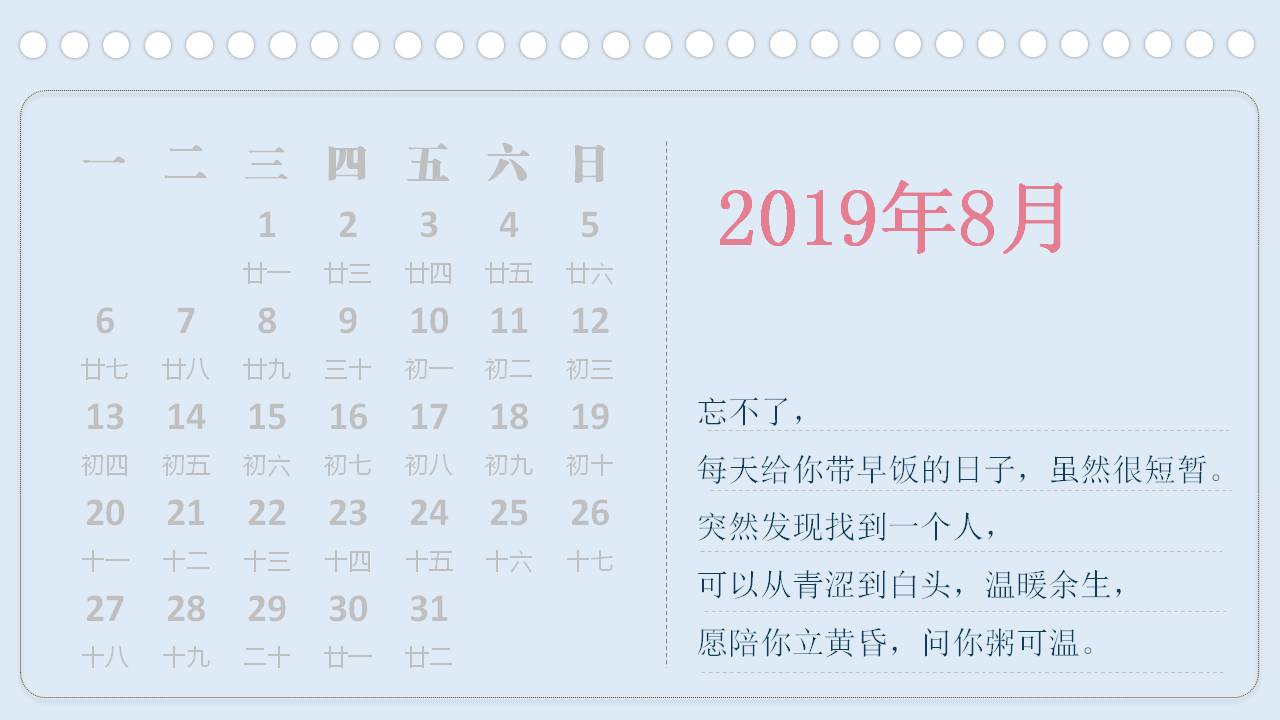 一 二 三 四 五 六 日
1 2 3 4 5
廿一 廿三 廿四 廿五 廿六
6 7 8 9 10 11 12
廿七 廿八 廿九 三十 初一 初二 初三
13 14 15 16 17 18 19
初四 初五 初六 初七 初八 初九 初十
20 21 22 23 24 25 26
十一 十二 十三 十四 十五 十六 十七
27 28 29 30 31
十八 十九 二十 廿一 廿二
2019年8月
忘不了，
每天给你带早饭的日子，虽然很短暂。
突然发现找到一个人，
可以从青涩到白头，温暖余生，
愿陪你立黄昏，问你粥可温。